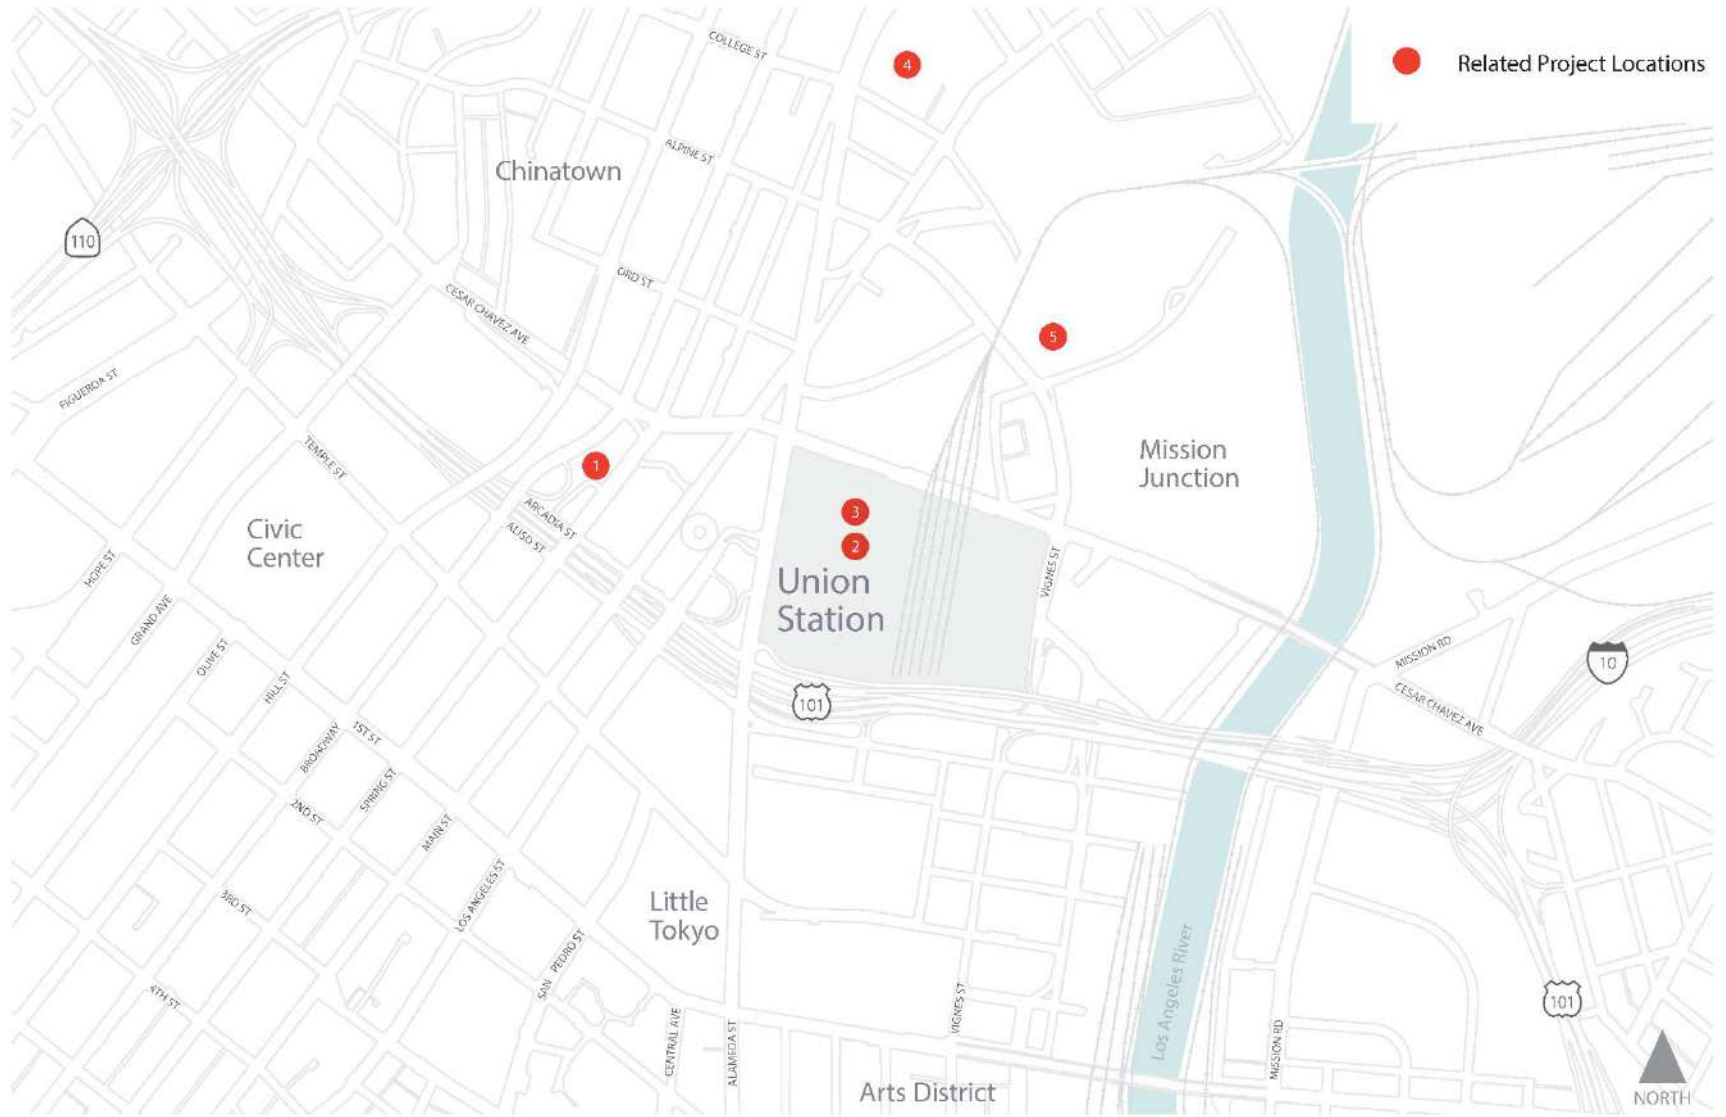 COLLEGE ST
4
Related Project Locations
ALPINE ST
Chinatown
110
ORD ST
CESAR CHAVEZ AVE
5
FIGUEROA ST
TEMPLE ST
1
Mission
Junction
3
2
ARCADIA ST
ALISO ST
Civic
Center
Union
Station
HOPE ST
VIGNES ST
GRAND AVE
OLIVE ST
HILL ST
MISSION RD
10
CESAR CHAVEZ AVE
101
BROADWAY
1ST ST
SPRING ST
2ND ST
MAIN ST
LOS ANGELES ST
3RD ST
Little
Tokyo
SAN PEDRO ST
4TH ST
Los Angeles River
VIGNES ST
101
CENTRAL AVE
ALAMEDA ST
MISSION RD
Arts District
NORTH